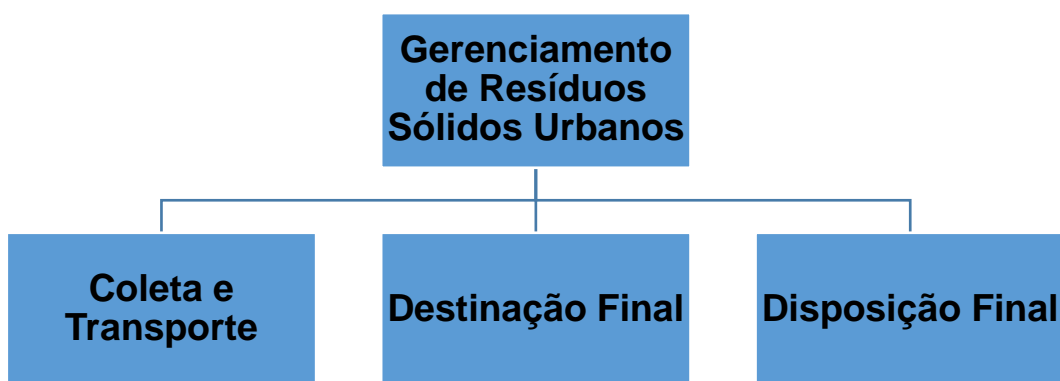 Gerenciamento
de Resíduos
Sólidos Urbanos
Coleta e
Transporte
Destinação Final
Disposição Final